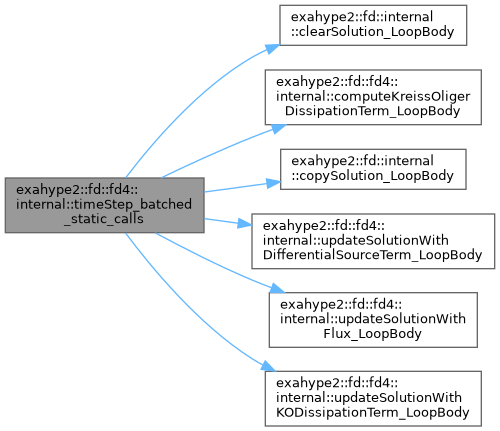 exahype2::fd::internal
::clearSolution_LoopBody
exahype2::fd::fd4::
internal::computeKreissOliger
DissipationTerm_LoopBody
exahype2::fd::internal
::copySolution_LoopBody
exahype2::fd::fd4::
internal::timeStep_batched
_static_calls
exahype2::fd::fd4::
internal::updateSolutionWith
DifferentialSourceTerm_LoopBody
exahype2::fd::fd4::
internal::updateSolutionWith
Flux_LoopBody
exahype2::fd::fd4::
internal::updateSolutionWith
KODissipationTerm_LoopBody